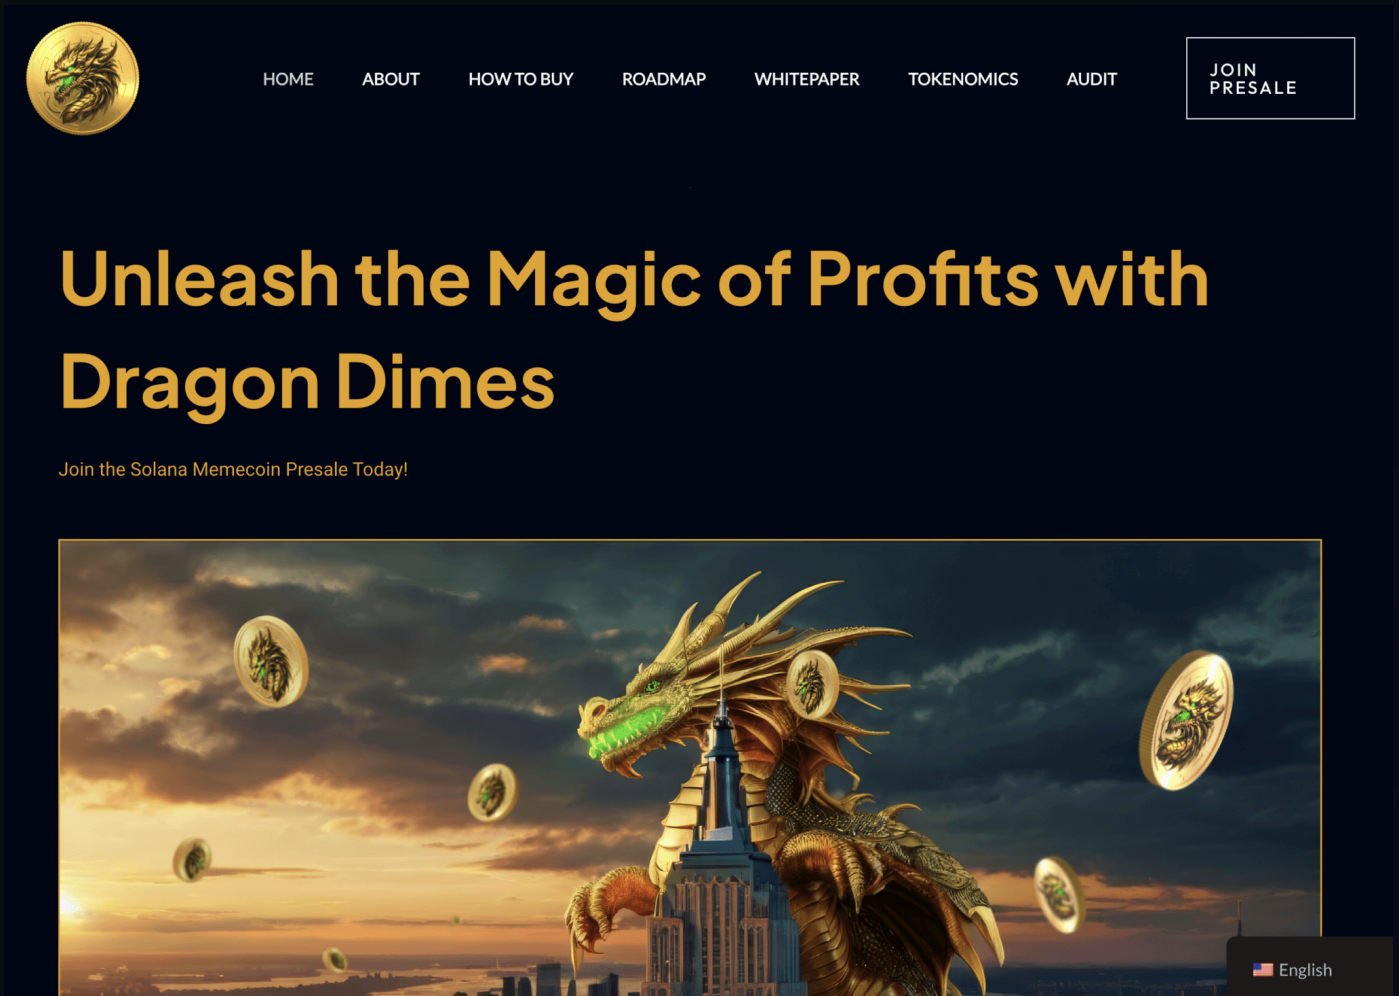 HOME
ABOUT
HOW TO BUY
ROADMAP
WHITEPAPER
TOKENOMICS
AUDIT
JOIN
PRESALE
Unleash the Magic of Profits with
Dragon Dimes
Join the Solana Memecoin Presale Today!
English